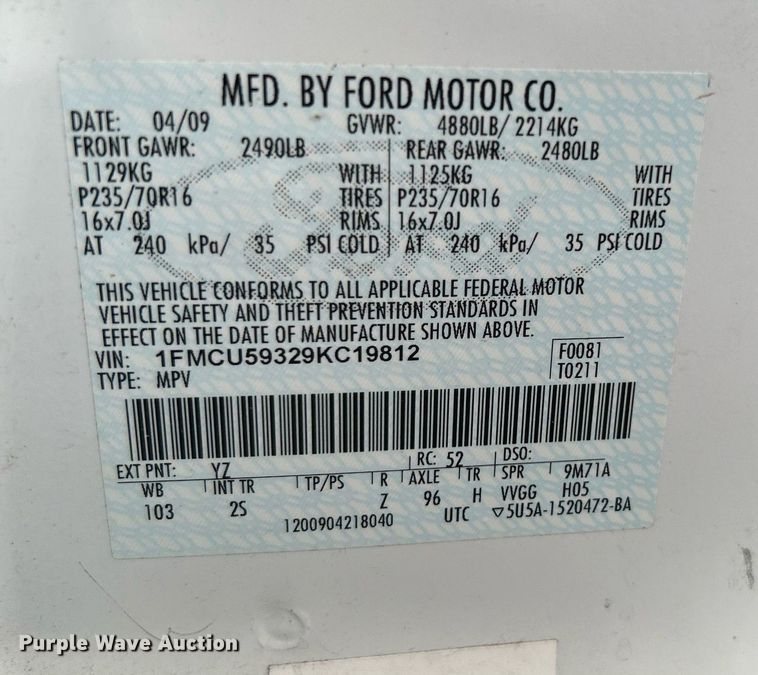 MFD. BY FORD MOTOR CO.
DATE: 04/09 GVWR: 4880LB/ 2214KG
FRONT GAWR: 2490LB REAR GAWR: 2480LB
1129KG WITH 1125KG WITH
P235/70R16 TIRES P235/70R16 TIRES
16x7.0J RIMS 16x7.0J RIMS
AT 240 kPa/ 35 PSI COLD AT 240 kPa/ 35 PSI COLD
THIS VEHICLE CONFORMS TO ALL APPLICABLE FEDERAL MOTOR
VEHICLE SAFETY AND THEFT PREVENTION STANDARDS IN
EFFECT ON THE DATE OF MANUFACTURE SHOWN ABOVE.
VIN: 1FMCU59329KC19812 F0081
TYPE: MPV T0211
EXT PNT: YZ RC: 52 DSO:
WB INT TR TP/PS R AXLE TR SPR 9M71A
103 2S Z 96 H VVGG H05
1200904218040 UTC ▽5U5A-1520472-BA
Purple Wave Auction